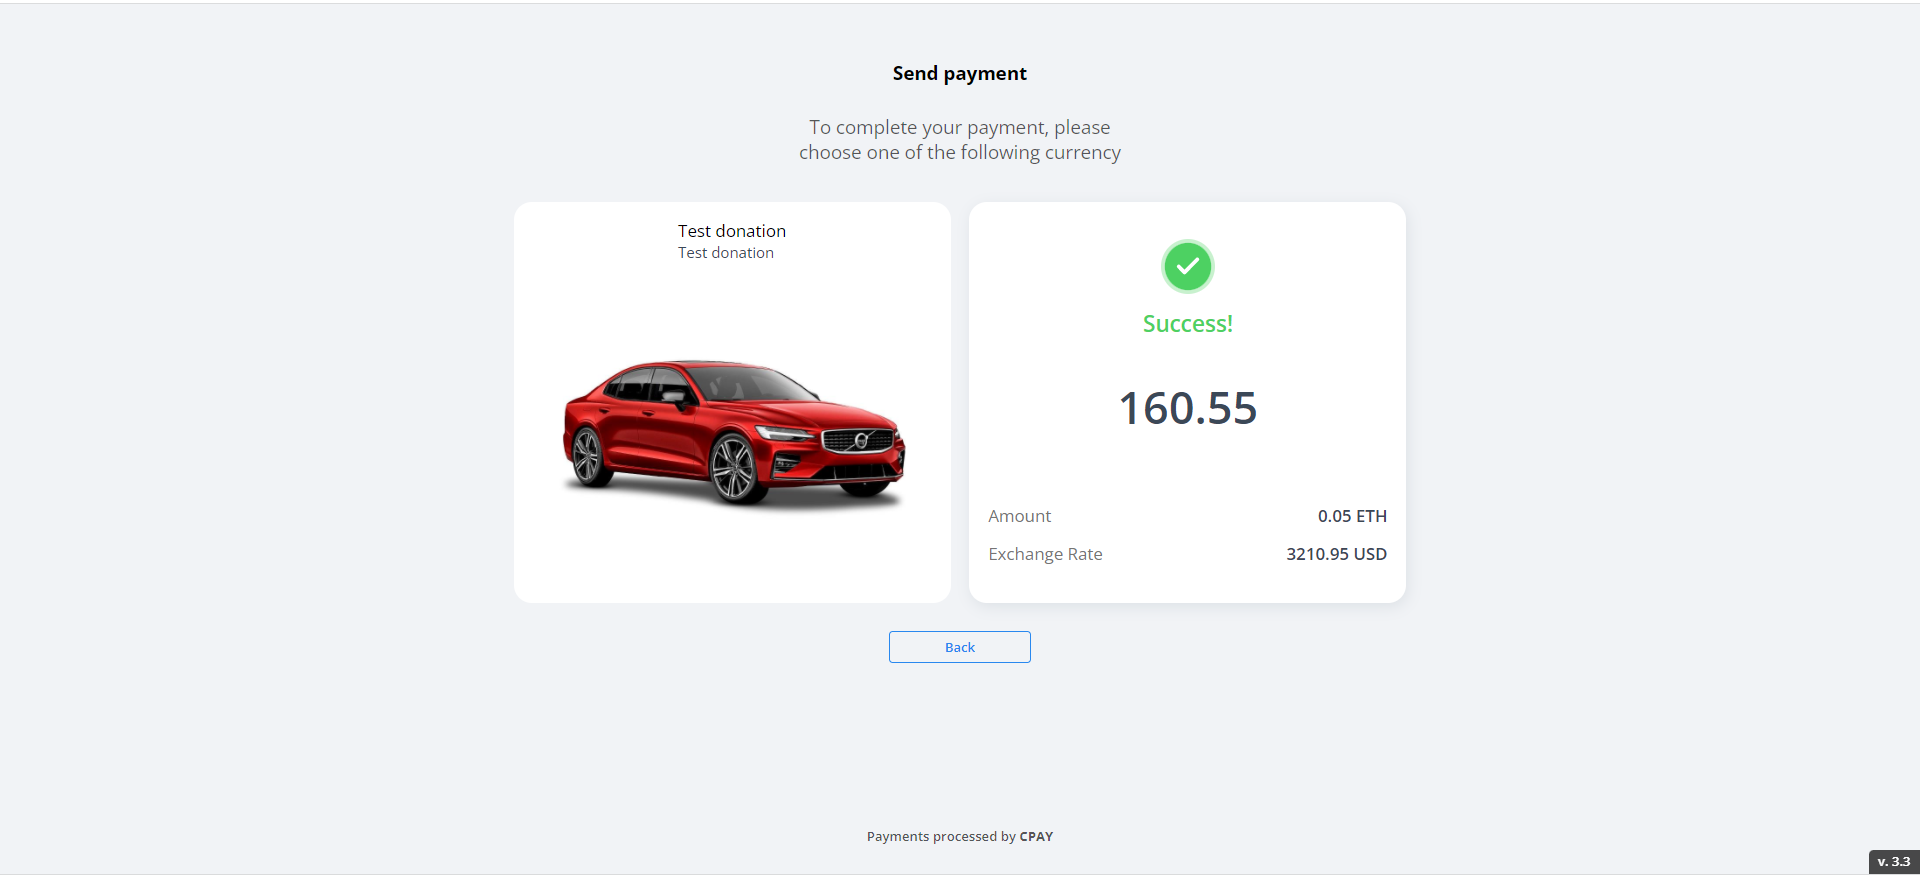 Send payment
To complete your payment, please
choose one of the following currency
Test donation
Test donation
Success!
160.55
Amount 0.05 ETH
Exchange Rate 3210.95 USD
Back
Payments processed by CPAY
v. 3.3